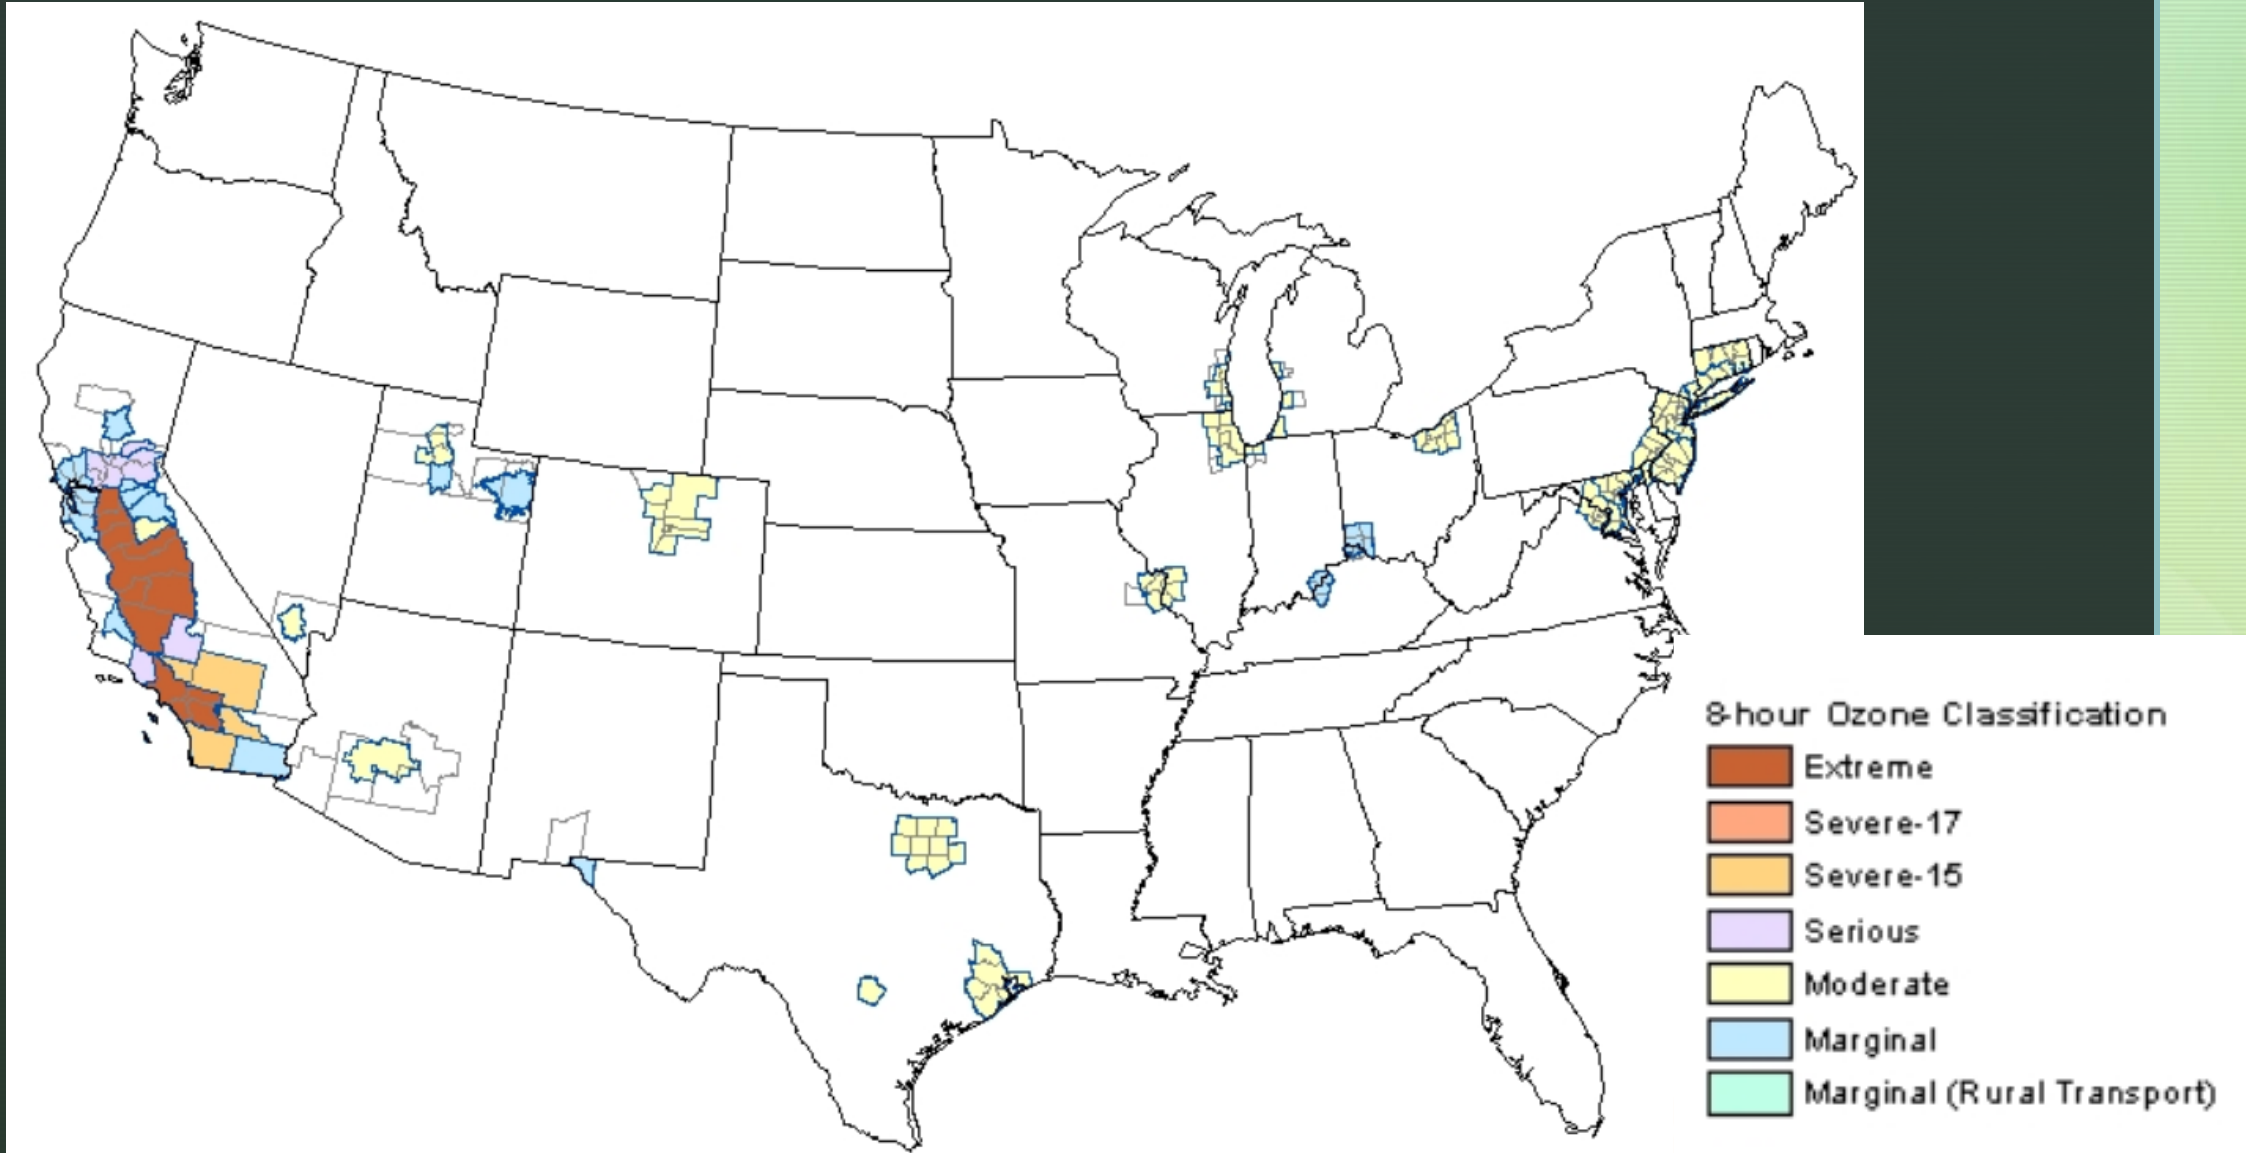 8-hour Ozone Classification
Extreme
Severe-17
Severe-15
Serious
Moderate
Marginal
Marginal (Rural Transport)